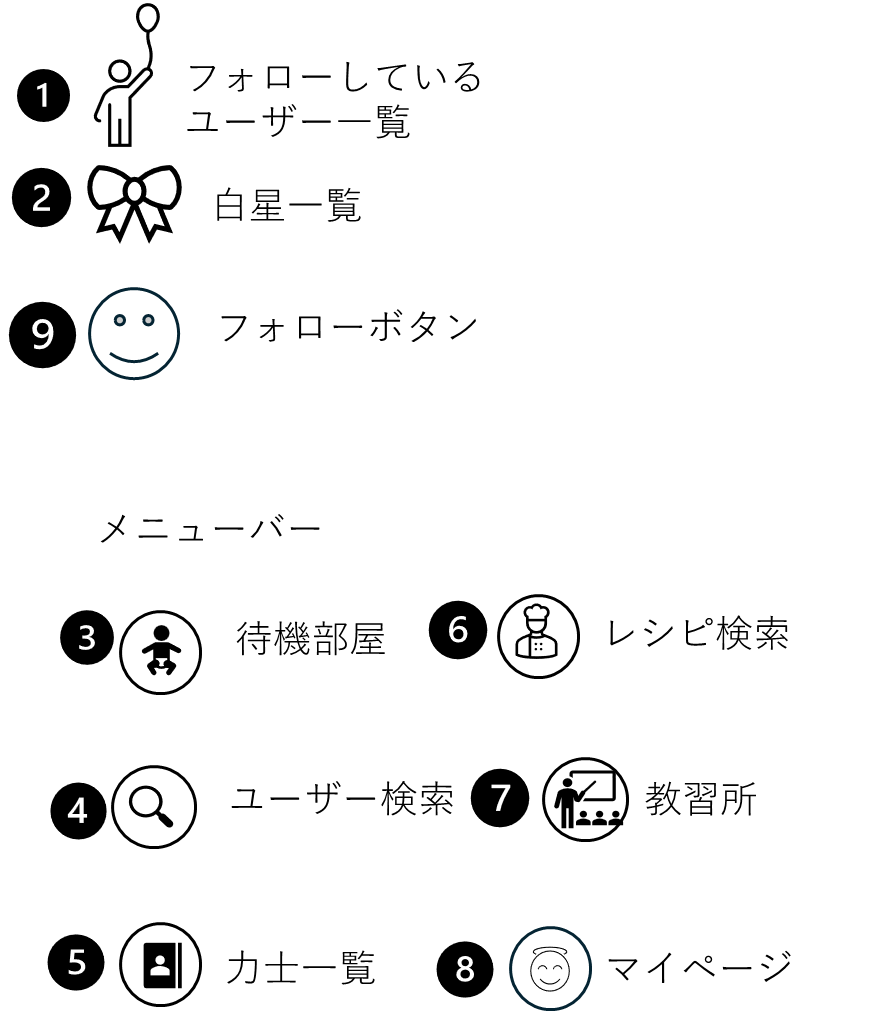 1 フォローしている
ユーザー一覧
2 白星一覧
9 フォローボタン
メニューバー
3 待機部屋
6 レシピ検索
4 ユーザー検索
7 教習所
5 力士一覧
8 マイページ